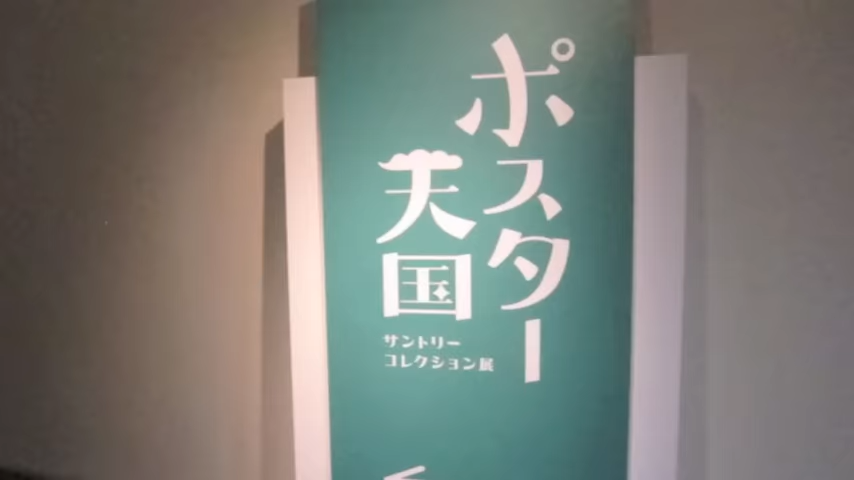 ポスター
天国
サントリー
コレクション展